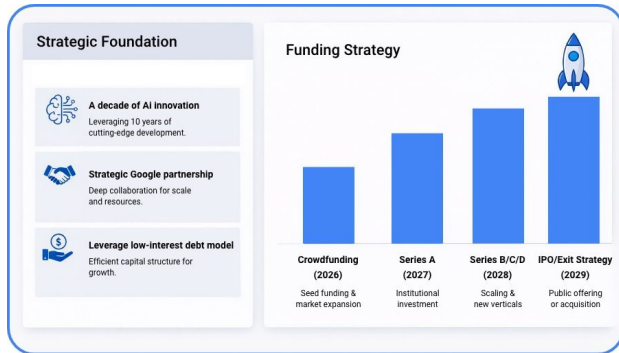 Strategic Foundation
A decade of Ai innovation
Leveraging 10 years of
cutting-edge development.
Strategic Google partnership
Deep collaboration for scale
and resources.
$
Leverage low-interest debt model
Efficient capital structure for
growth.
Funding Strategy
Crowdfunding
(2026)
Seed funding &
market expansion
Series A
(2027)
Institutional
investment
Series B/C/D
(2028)
Scaling &
new verticals
IPO/Exit Strategy
(2029)
Public offering
or acquisition